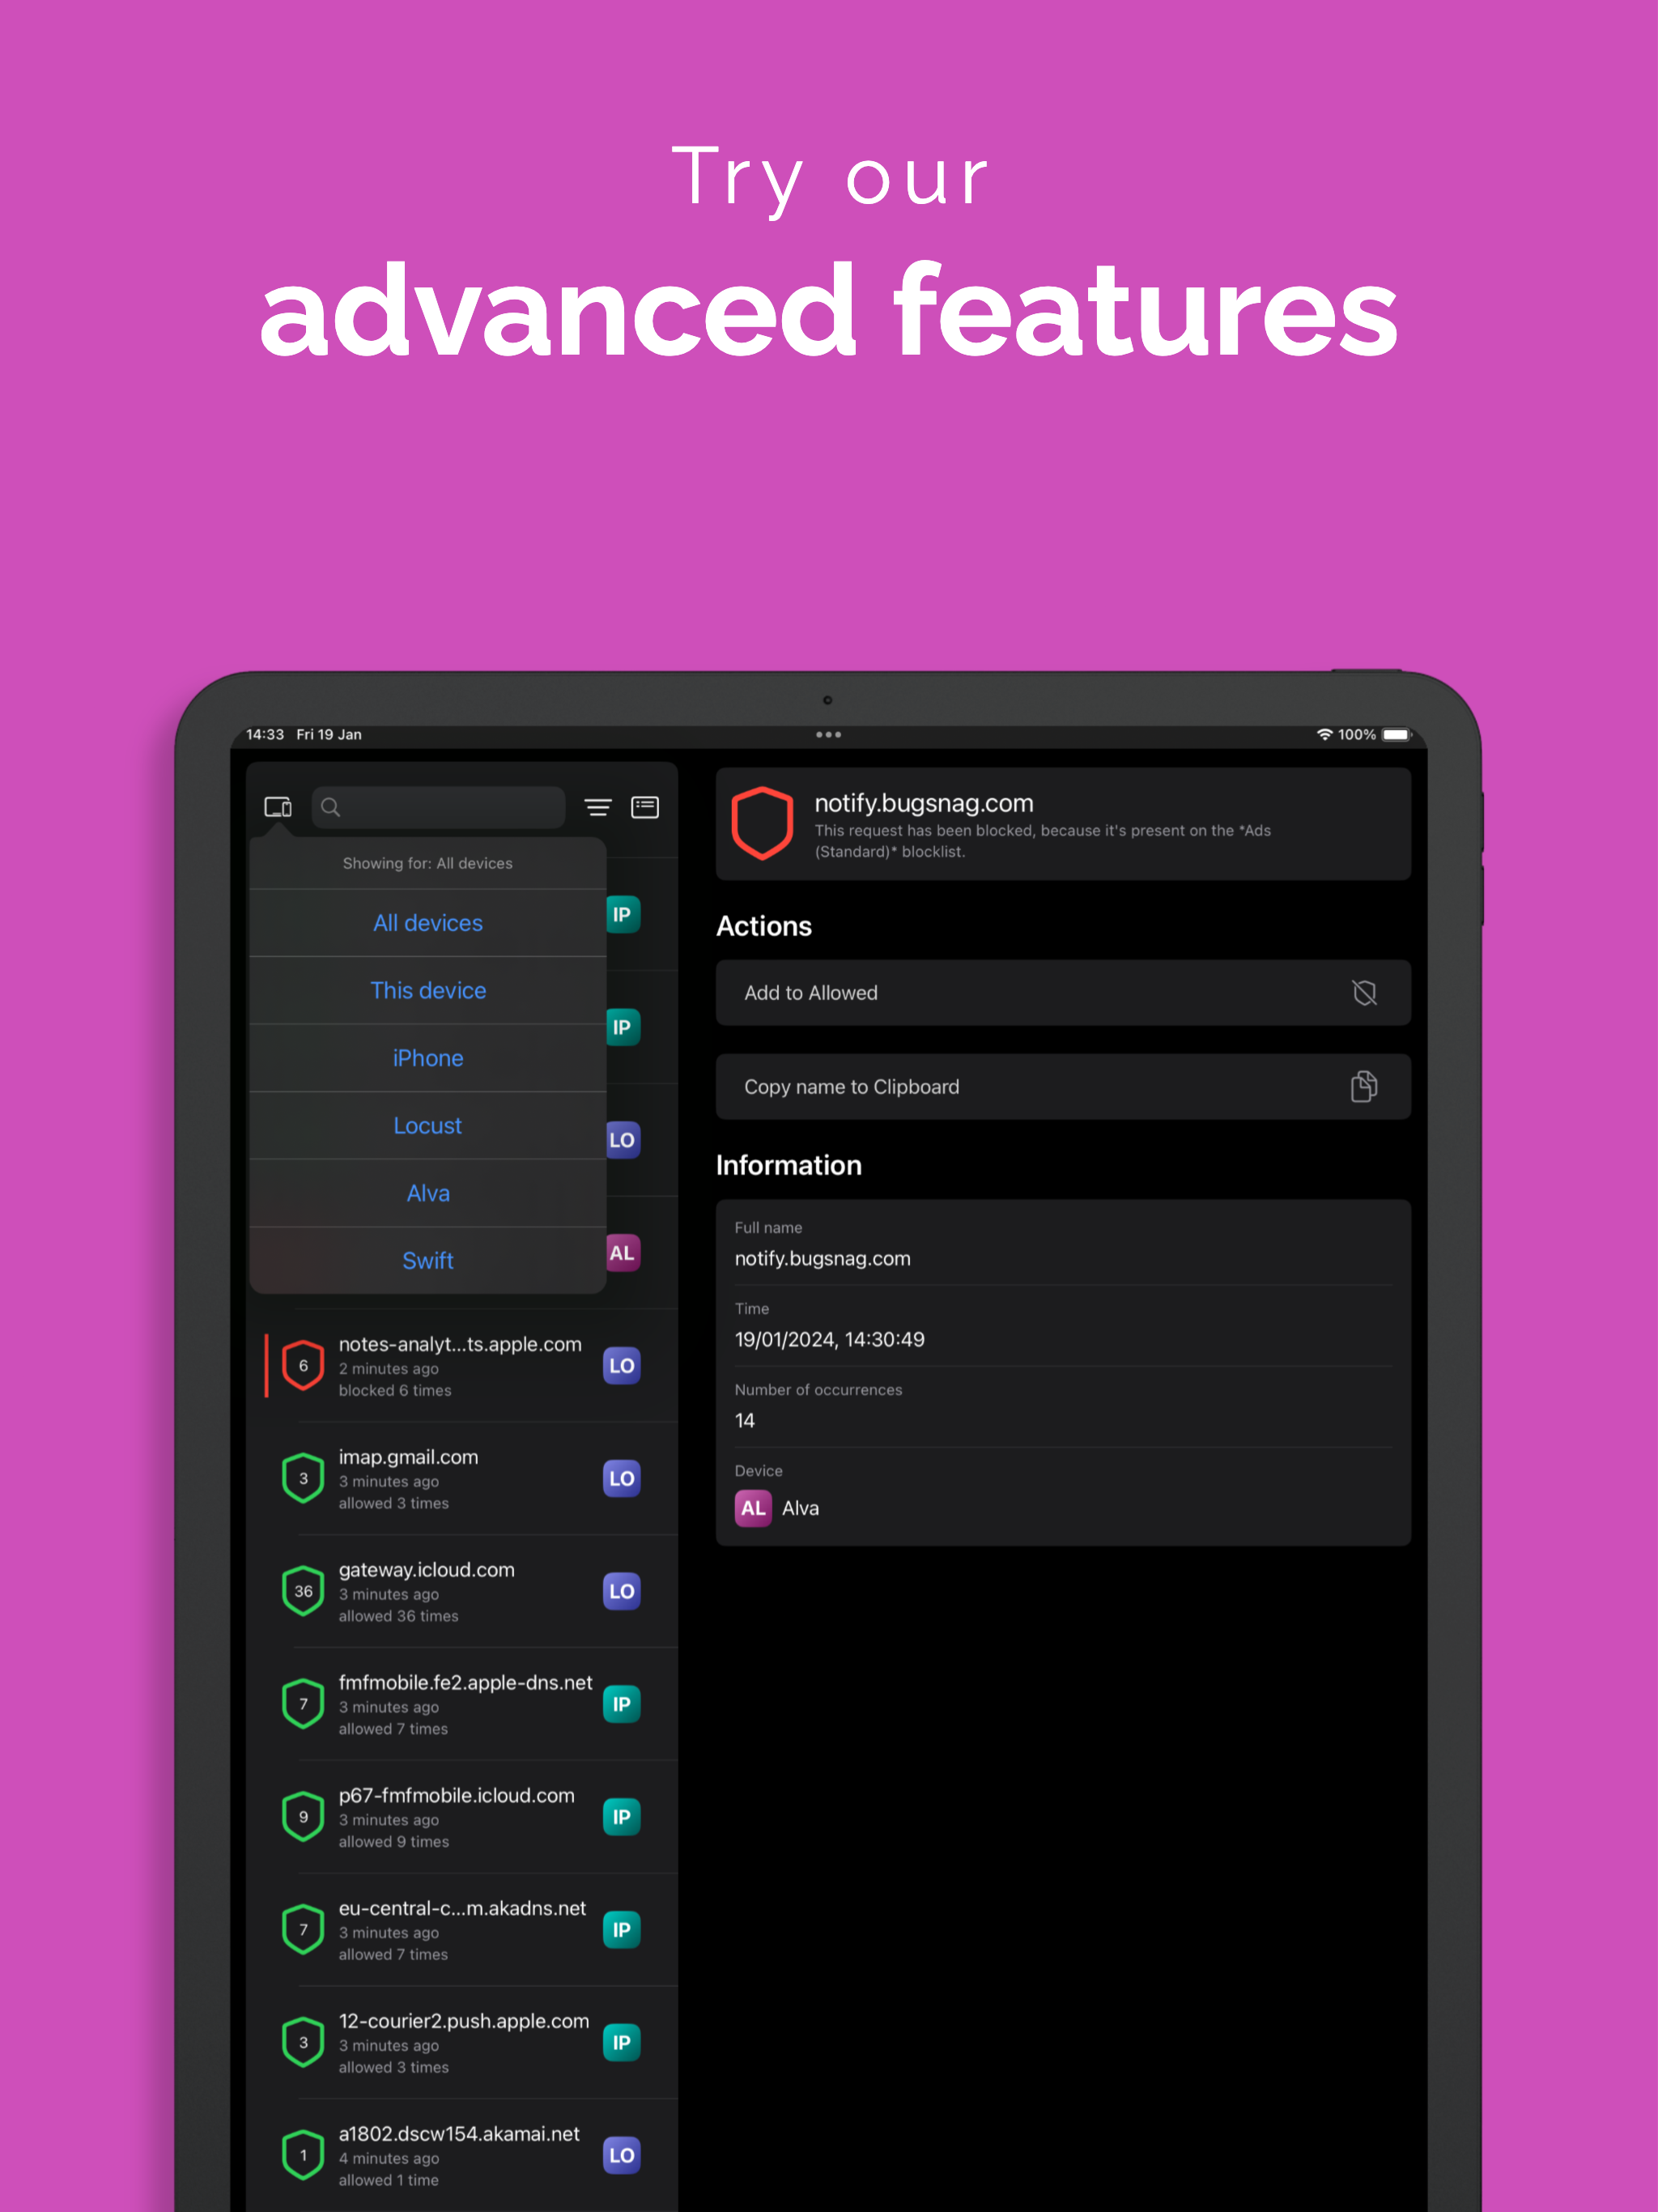 Try our
advanced features
14:33 Fri 19 Jan
100%
Showing for: All devices
All devices
This device
iPhone
Locust
Alva
Swift
IP
IP
LO
AL
notes-analyt...ts.apple.com
2 minutes ago
blocked 6 times
6
LO
imap.gmail.com
3 minutes ago
allowed 3 times
3
LO
gateway.icloud.com
3 minutes ago
allowed 36 times
36
LO
fmfmobile.fe2.apple-dns.net
3 minutes ago
allowed 7 times
7
IP
p67-fmfmobile.icloud.com
3 minutes ago
allowed 9 times
9
IP
eu-central-c...m.akadns.net
3 minutes ago
allowed 7 times
7
IP
12-courier2.push.apple.com
3 minutes ago
allowed 3 times
3
IP
a1802.dscw154.akamai.net
4 minutes ago
allowed 1 time
1
LO
notify.bugsnag.com
This request has been blocked, because it's present on the *Ads
(Standard)* blocklist.
Actions
Add to Allowed
Copy name to Clipboard
Information
Full name
notify.bugsnag.com
Time
19/01/2024, 14:30:49
Number of occurrences
14
Device
AL Alva